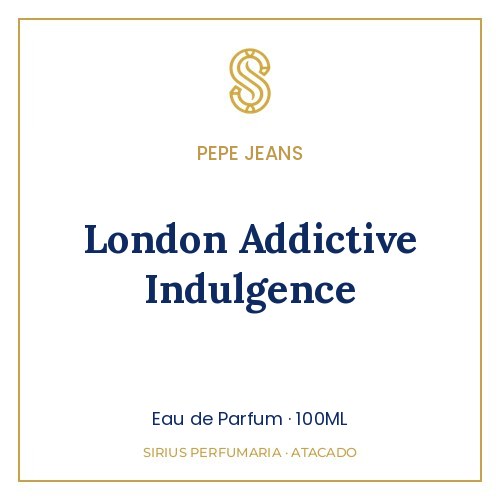 PEPE JEANS
London Addictive
Indulgence
Eau de Parfum · 100ML
SIRIUS PERFUMARIA · ATACADO